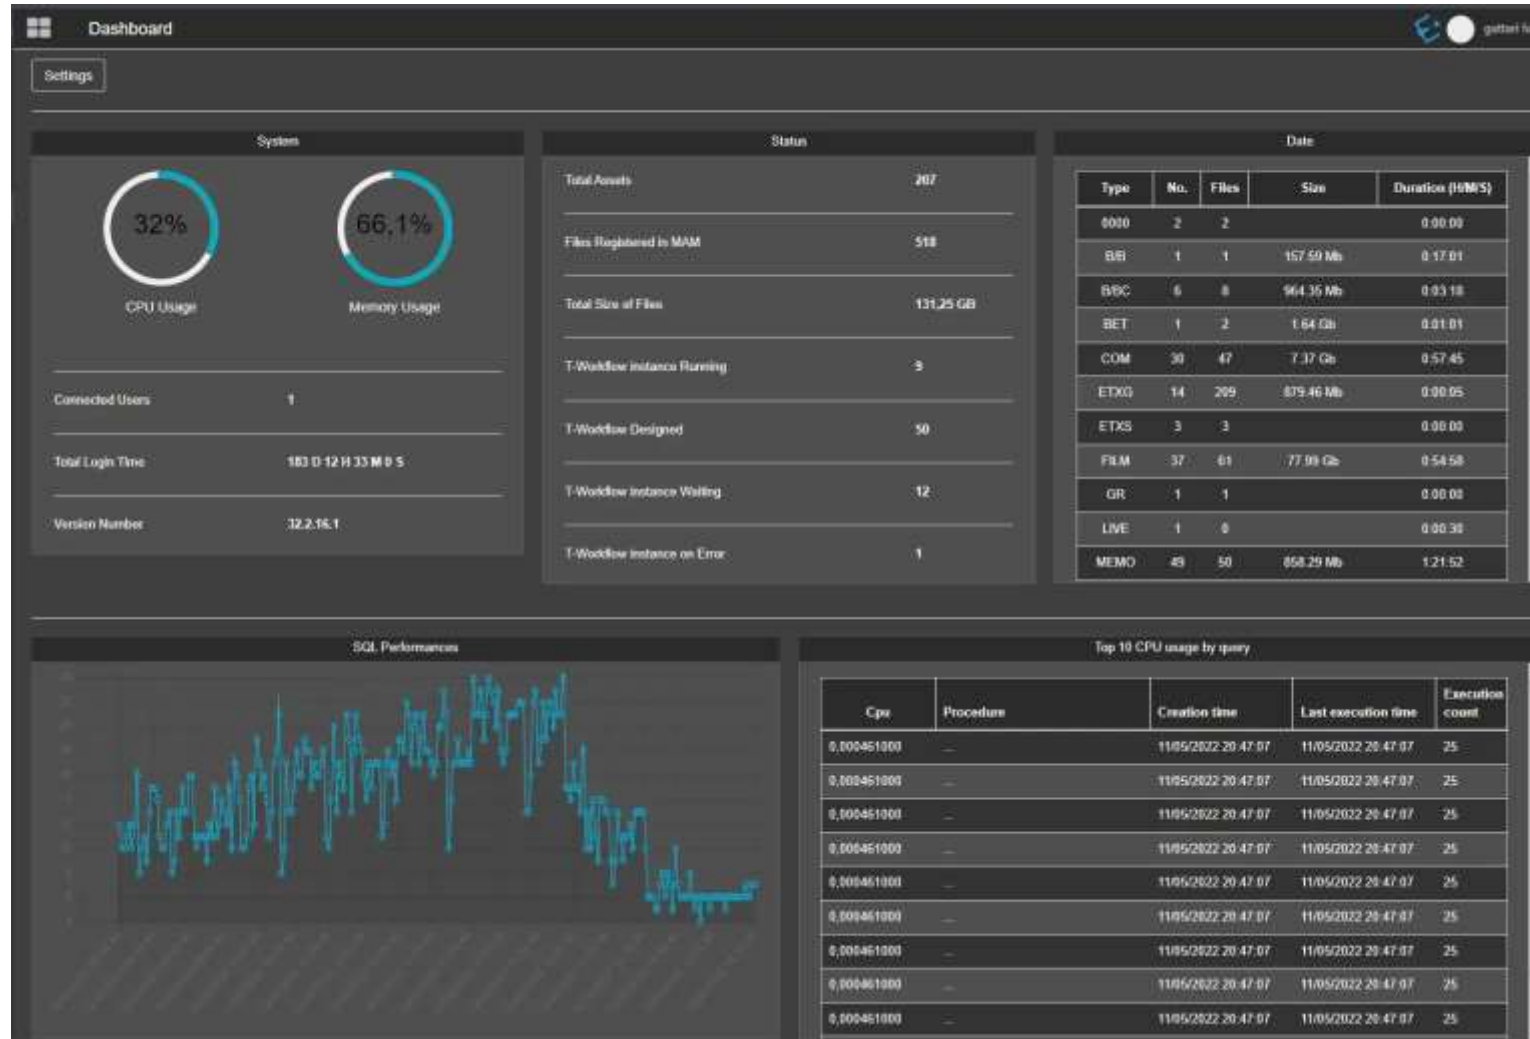 Dashboard
gattari
Settings
System
32%
66,1%
CPU Usage
Memory Usage
Connected Users 1
Total Login Time 183 D 12 H 33 M 0 S
Version Number 32.2.16.1
Status
Total Assets 207
Files Registered in MAM 518
Total Size of Files 131,25 GB
T-Workflow instance Running 9
T-Workflow Designed 50
T-Workflow instance Waiting 12
T-Workflow instance on Error 1
Date
Type No. Files Size Duration (H/M/S)
0000 2 2 0:00:00
B/B 1 1 157.59 Mb 0:17:01
B/BC 6 8 964.35 Mb 0:03:18
BET 1 2 1.64 Gb 0:01:01
COM 30 47 7.37 Gb 0:57:45
ETXG 14 209 879.46 Mb 0:00:05
ETXS 3 3 0:00:00
FILM 37 61 77.99 Gb 0:54:58
GR 1 1 0:00:00
LIVE 1 0 0:00:30
MEMO 49 50 858.29 Mb 1:21:52
SQL Performances
Top 10 CPU usage by query
Cpu Procedure Creation time Last execution time Execution count
0,000461000 ... 11/05/2022 20:47:07 11/05/2022 20:47:07 25
0,000461000 ... 11/05/2022 20:47:07 11/05/2022 20:47:07 25
0,000461000 ... 11/05/2022 20:47:07 11/05/2022 20:47:07 25
0,000461000 ... 11/05/2022 20:47:07 11/05/2022 20:47:07 25
0,000461000 ... 11/05/2022 20:47:07 11/05/2022 20:47:07 25
0,000461000 ... 11/05/2022 20:47:07 11/05/2022 20:47:07 25
0,000461000 ... 11/05/2022 20:47:07 11/05/2022 20:47:07 25
0,000461000 ... 11/05/2022 20:47:07 11/05/2022 20:47:07 25
0,000461000 ... 11/05/2022 20:47:07 11/05/2022 20:47:07 25